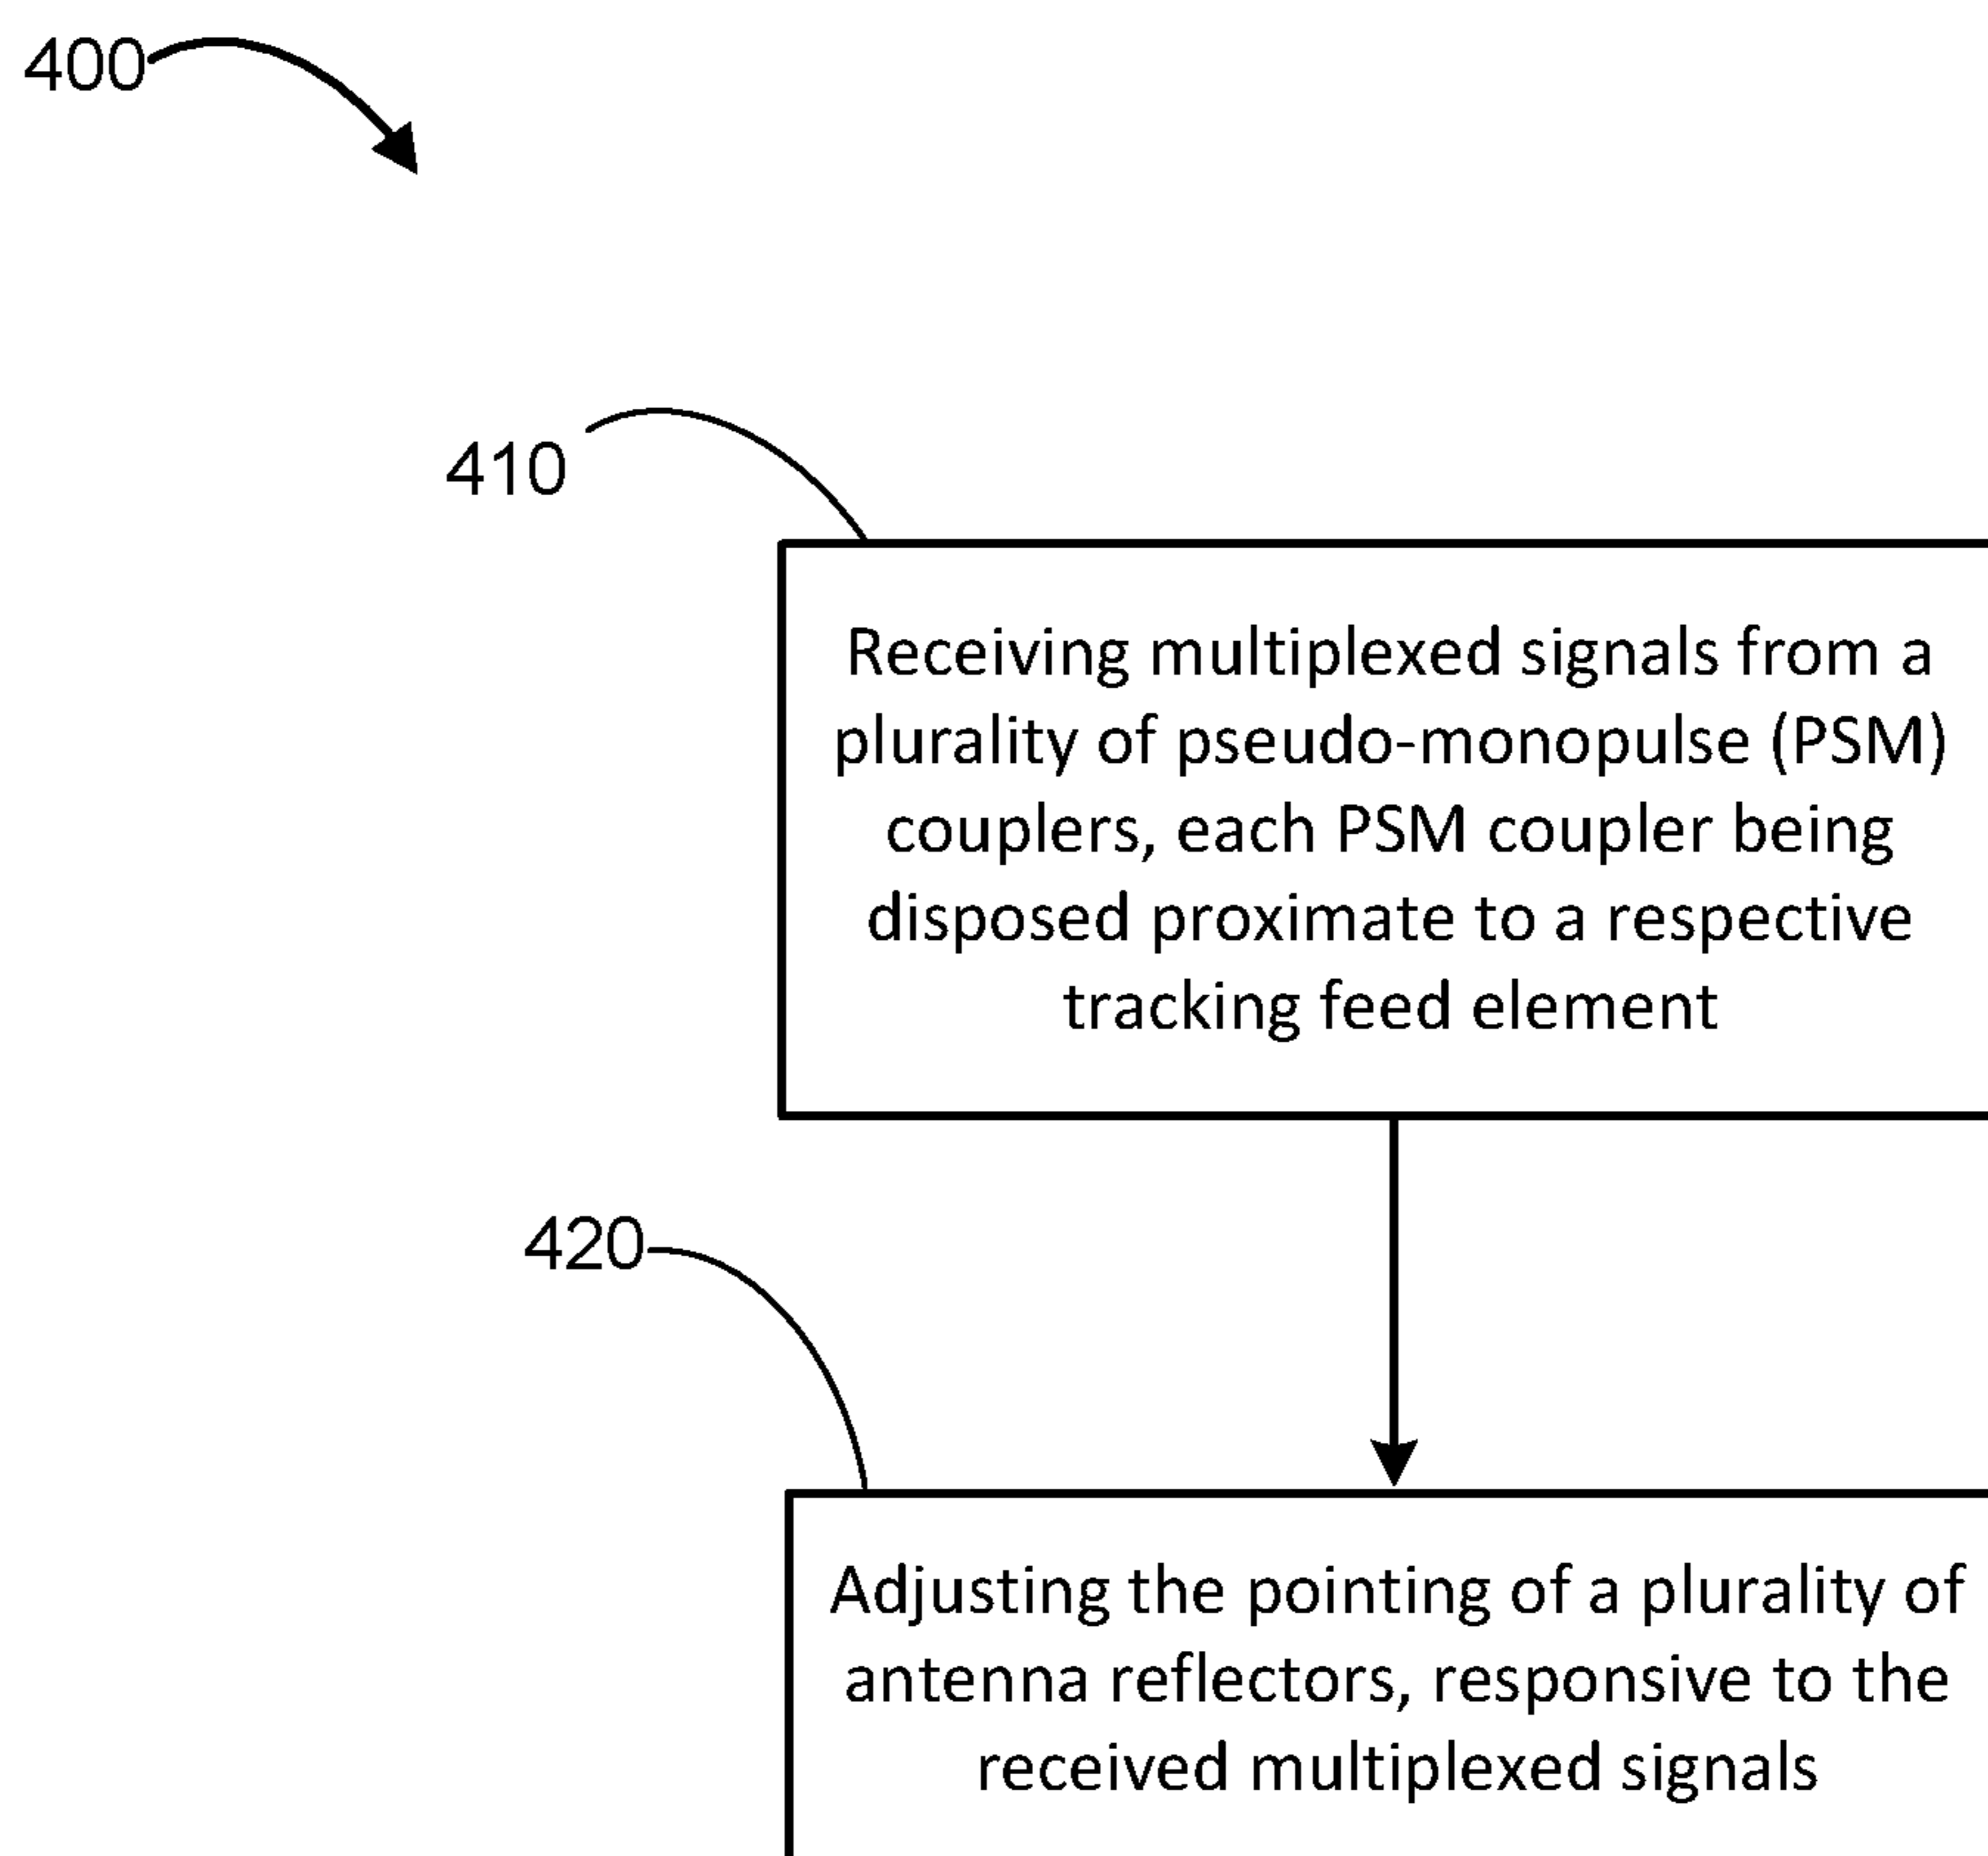 400
410
Receiving multiplexed signals from a
plurality of pseudo-monopulse (PSM)
couplers, each PSM coupler being
disposed proximate to a respective
tracking feed element
420
Adjusting the pointing of a plurality of
antenna reflectors, responsive to the
received multiplexed signals